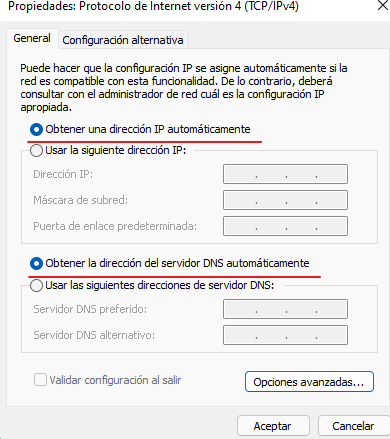 Propiedades: Protocolo de Internet versión 4 (TCP/IPv4)
General
Configuración alternativa
Puede hacer que la configuración IP se asigne automáticamente si la
red es compatible con esta funcionalidad. De lo contrario, deberá
consultar con el administrador de red cuál es la configuración IP
apropiada.
Obtener una dirección IP automáticamente
Usar la siguiente dirección IP:
Dirección IP:
Máscara de subred:
Puerta de enlace predeterminada:
Obtener la dirección del servidor DNS automáticamente
Usar las siguientes direcciones de servidor DNS:
Servidor DNS preferido:
Servidor DNS alternativo:
Validar configuración al salir
Opciones avanzadas...
Aceptar
Cancelar